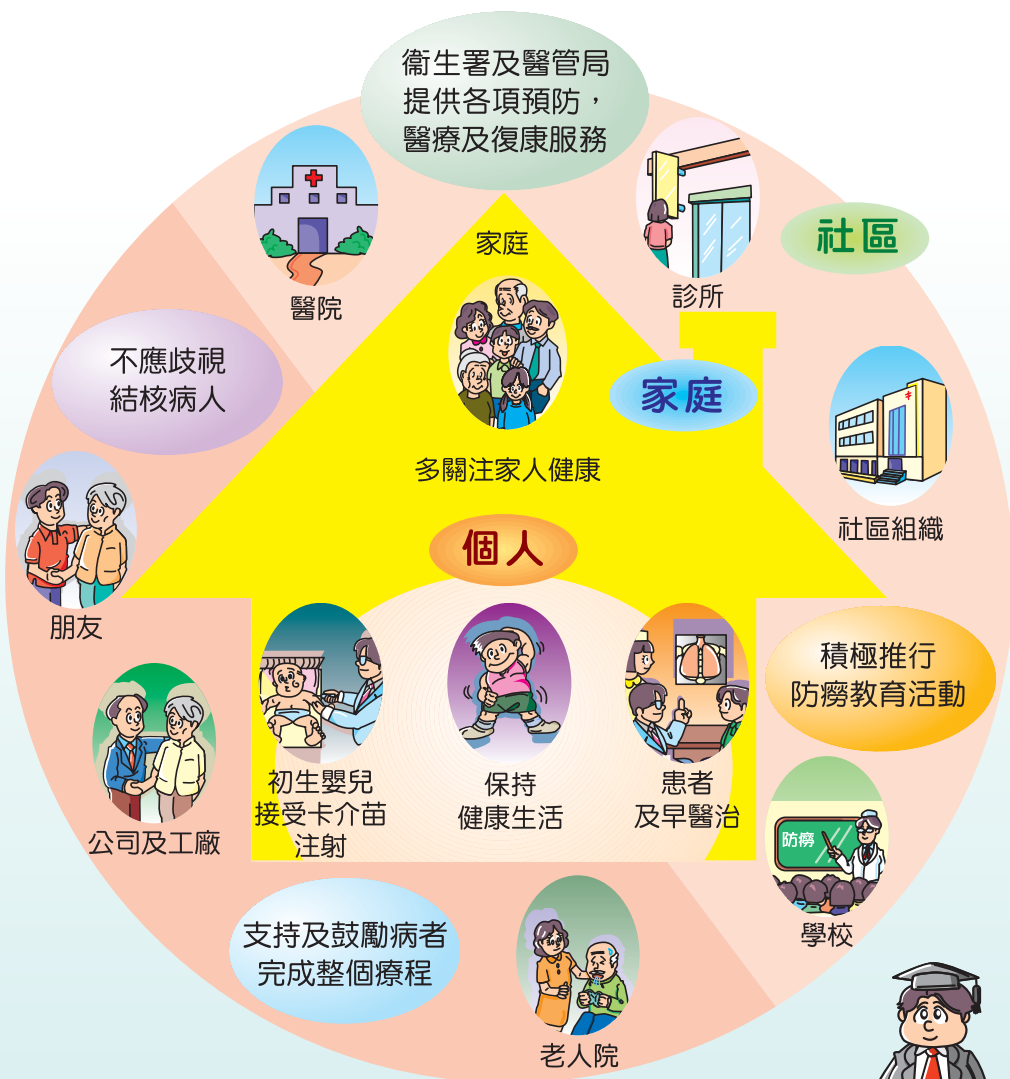 衞生署及醫管局
提供各項預防，
醫療及復康服務
醫院
診所
社區
家庭
不應歧視
結核病人
家庭
多關注家人健康
社區組織
個人
朋友
積極推行
防癆教育活動
初生嬰兒
接受卡介苗
注射
保持
健康生活
患者
及早醫治
公司及工廠
防癆
學校
支持及鼓勵病者
完成整個療程
老人院